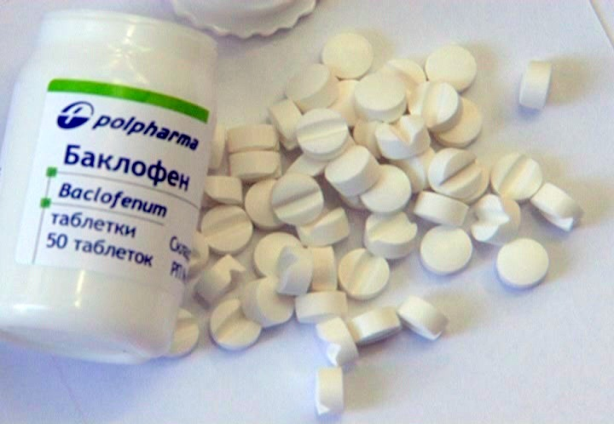 polpharma
Баклофен
Baclofenum
таблетки
50 таблеток